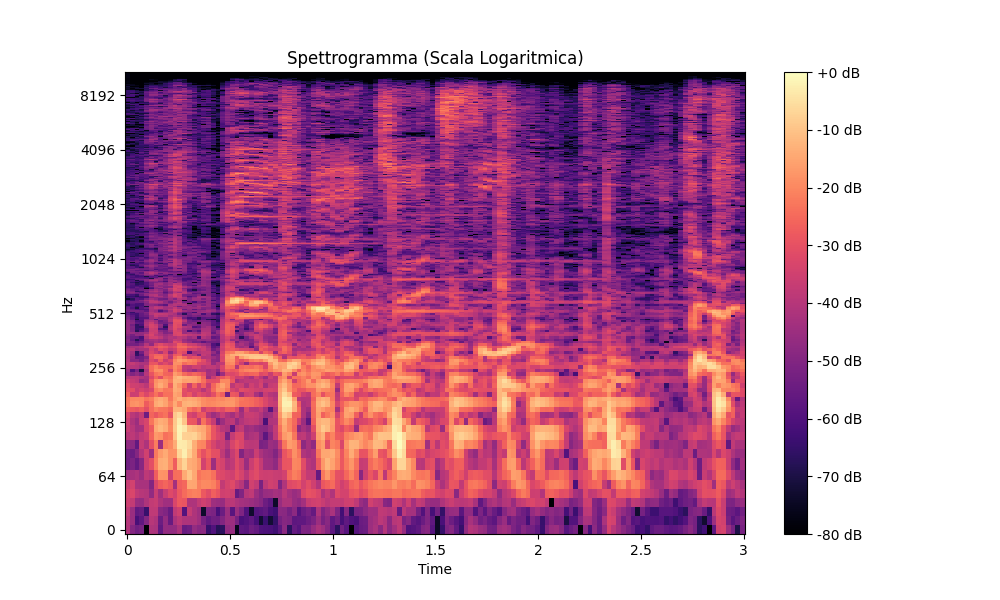 Spettrogramma (Scala Logaritmica)
Hz
8192
4096
2048
1024
512
256
128
64
0
0 0.5 1 1.5 2 2.5 3
Time
+0 dB
-10 dB
-20 dB
-30 dB
-40 dB
-50 dB
-60 dB
-70 dB
-80 dB